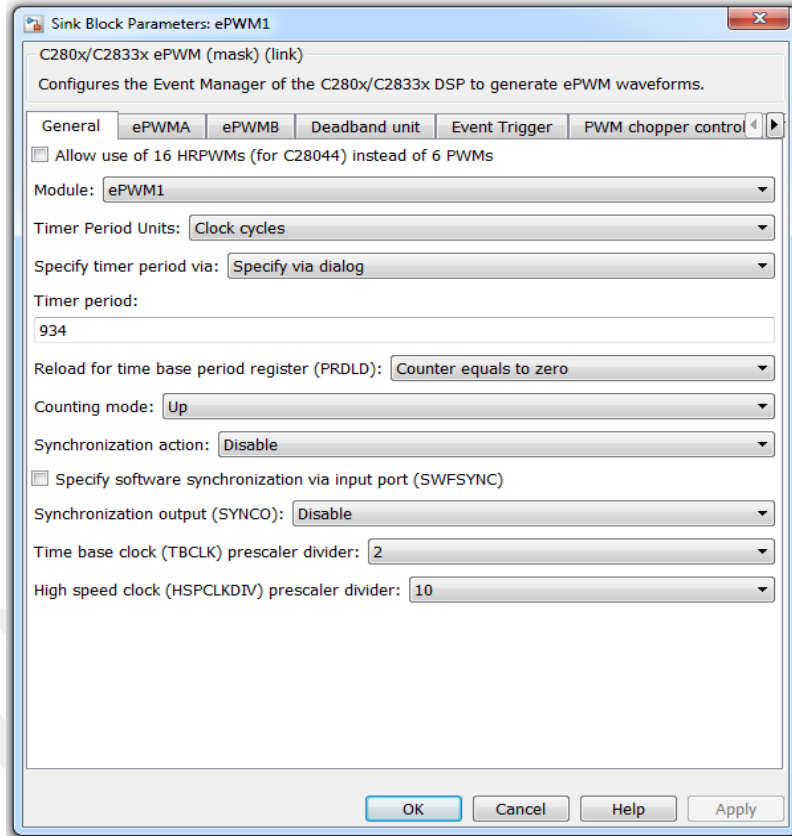 Sink Block Parameters: ePWM1
C280x/C2833x ePWM (mask) (link)
Configures the Event Manager of the C280x/C2833x DSP to generate ePWM waveforms.
General ePWMA ePWMB Deadband unit Event Trigger PWM chopper control
Allow use of 16 HRPWMs (for C28044) instead of 6 PWMs
Module: ePWM1
Timer Period Units: Clock cycles
Specify timer period via: Specify via dialog
Timer period:
934
Reload for time base period register (PRDLD): Counter equals to zero
Counting mode: Up
Synchronization action: Disable
Specify software synchronization via input port (SWFSYNC)
Synchronization output (SYNCO): Disable
Time base clock (TBCLK) prescaler divider: 2
High speed clock (HSPCLKDIV) prescaler divider: 10
OK Cancel Help Apply